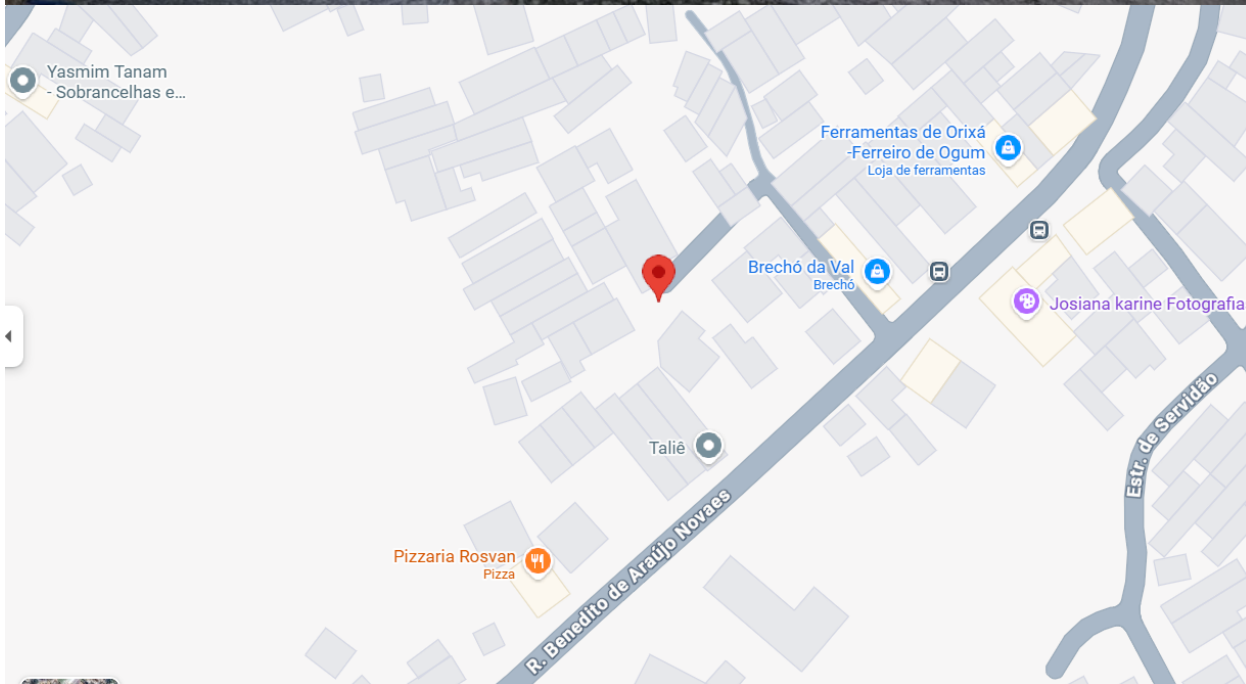 Yasmim Tanam
- Sobrancelhas e...
Ferramentas de Orixá
-Ferreiro de Ogum
Loja de ferramentas
Brechó da Val
Brechó
Josiana karine Fotografia
Estr. de Servidão
Taliê
R. Benedito de Araújo Novaes
Pizzaria Rosvan
Pizza